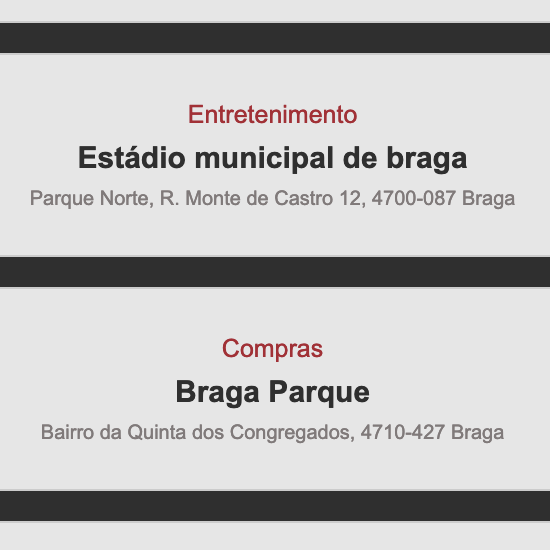 Entretenimento
Estádio municipal de braga
Parque Norte, R. Monte de Castro 12, 4700-087 Braga
Compras
Braga Parque
Bairro da Quinta dos Congregados, 4710-427 Braga